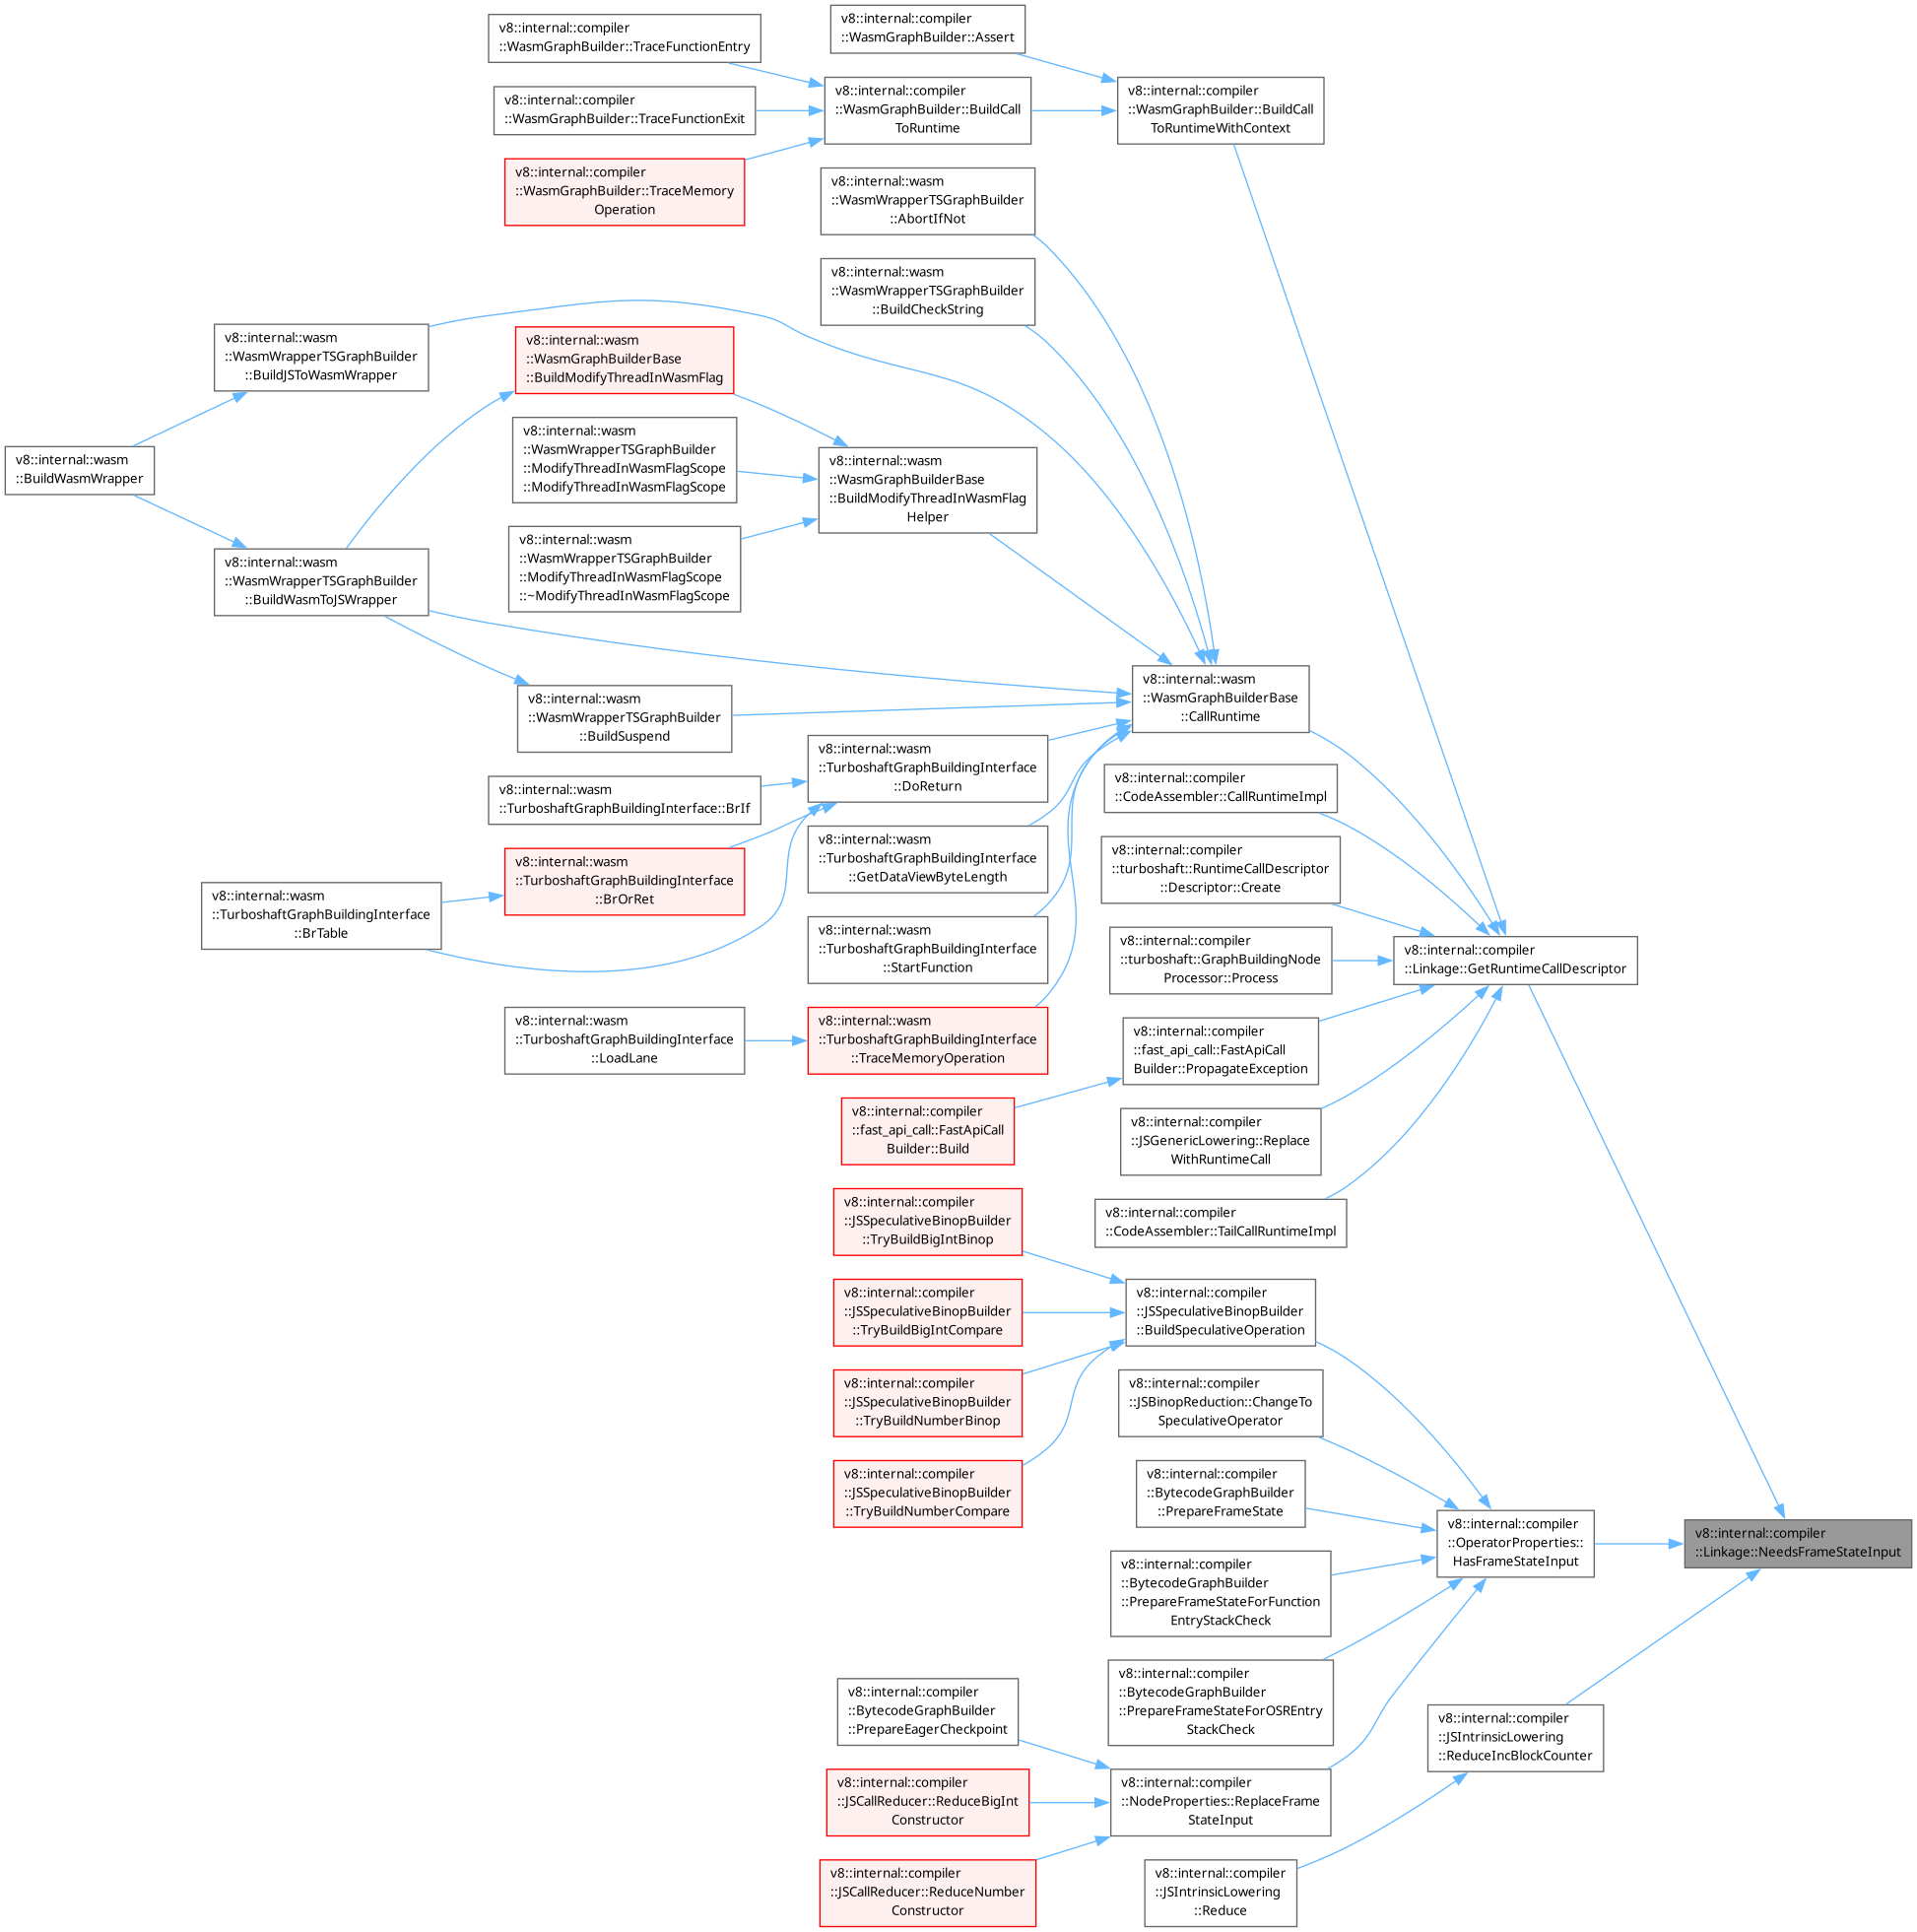 v8::internal::compiler
::WasmGraphBuilder::TraceFunctionEntry
v8::internal::compiler
::WasmGraphBuilder::Assert
v8::internal::compiler
::WasmGraphBuilder::TraceFunctionExit
v8::internal::compiler
::WasmGraphBuilder::BuildCall
ToRuntime
v8::internal::compiler
::WasmGraphBuilder::BuildCall
ToRuntimeWithContext
v8::internal::compiler
::WasmGraphBuilder::TraceMemory
Operation
v8::internal::wasm
::WasmWrapperTSGraphBuilder
::AbortIfNot
v8::internal::wasm
::WasmWrapperTSGraphBuilder
::BuildCheckString
v8::internal::wasm
::WasmWrapperTSGraphBuilder
::BuildJSToWasmWrapper
v8::internal::wasm
::WasmGraphBuilderBase
::BuildModifyThreadInWasmFlag
v8::internal::wasm
::BuildWasmWrapper
v8::internal::wasm
::WasmWrapperTSGraphBuilder
::ModifyThreadInWasmFlagScope
::ModifyThreadInWasmFlagScope
v8::internal::wasm
::WasmGraphBuilderBase
::BuildModifyThreadInWasmFlag
Helper
v8::internal::wasm
::WasmWrapperTSGraphBuilder
::ModifyThreadInWasmFlagScope
::~ModifyThreadInWasmFlagScope
v8::internal::wasm
::WasmWrapperTSGraphBuilder
::BuildWasmToJSWrapper
v8::internal::wasm
::WasmWrapperTSGraphBuilder
::BuildSuspend
v8::internal::wasm
::WasmGraphBuilderBase
::CallRuntime
v8::internal::wasm
::TurboshaftGraphBuildingInterface
::DoReturn
v8::internal::wasm
::TurboshaftGraphBuildingInterface::BrIf
v8::internal::compiler
::CodeAssembler::CallRuntimeImpl
v8::internal::wasm
::TurboshaftGraphBuildingInterface
::GetDataViewByteLength
v8::internal::wasm
::TurboshaftGraphBuildingInterface
::BrOrRet
v8::internal::compiler
::turboshaft::RuntimeCallDescriptor
::Descriptor::Create
v8::internal::wasm
::TurboshaftGraphBuildingInterface
::BrTable
v8::internal::wasm
::TurboshaftGraphBuildingInterface
::StartFunction
v8::internal::compiler
::turboshaft::GraphBuildingNode
Processor::Process
v8::internal::compiler
::Linkage::GetRuntimeCallDescriptor
v8::internal::wasm
::TurboshaftGraphBuildingInterface
::LoadLane
v8::internal::wasm
::TurboshaftGraphBuildingInterface
::TraceMemoryOperation
v8::internal::compiler
::fast_api_call::FastApiCall
Builder::PropagateException
v8::internal::compiler
::fast_api_call::FastApiCall
Builder::Build
v8::internal::compiler
::JSGenericLowering::Replace
WithRuntimeCall
v8::internal::compiler
::JSSpeculativeBinopBuilder
::TryBuildBigIntBinop
v8::internal::compiler
::CodeAssembler::TailCallRuntimeImpl
v8::internal::compiler
::JSSpeculativeBinopBuilder
::TryBuildBigIntCompare
v8::internal::compiler
::JSSpeculativeBinopBuilder
::BuildSpeculativeOperation
v8::internal::compiler
::JSSpeculativeBinopBuilder
::TryBuildNumberBinop
v8::internal::compiler
::JSBinopReduction::ChangeTo
SpeculativeOperator
v8::internal::compiler
::JSSpeculativeBinopBuilder
::TryBuildNumberCompare
v8::internal::compiler
::BytecodeGraphBuilder
::PrepareFrameState
v8::internal::compiler
::OperatorProperties::
HasFrameStateInput
v8::internal::compiler
::Linkage::NeedsFrameStateInput
v8::internal::compiler
::BytecodeGraphBuilder
::PrepareFrameStateForFunction
EntryStackCheck
v8::internal::compiler
::BytecodeGraphBuilder
::PrepareFrameStateForOSREntry
StackCheck
v8::internal::compiler
::BytecodeGraphBuilder
::PrepareEagerCheckpoint
v8::internal::compiler
::JSIntrinsicLowering
::ReduceIncBlockCounter
v8::internal::compiler
::JSCallReducer::ReduceBigInt
Constructor
v8::internal::compiler
::NodeProperties::ReplaceFrame
StateInput
v8::internal::compiler
::JSCallReducer::ReduceNumber
Constructor
v8::internal::compiler
::JSIntrinsicLowering
::Reduce